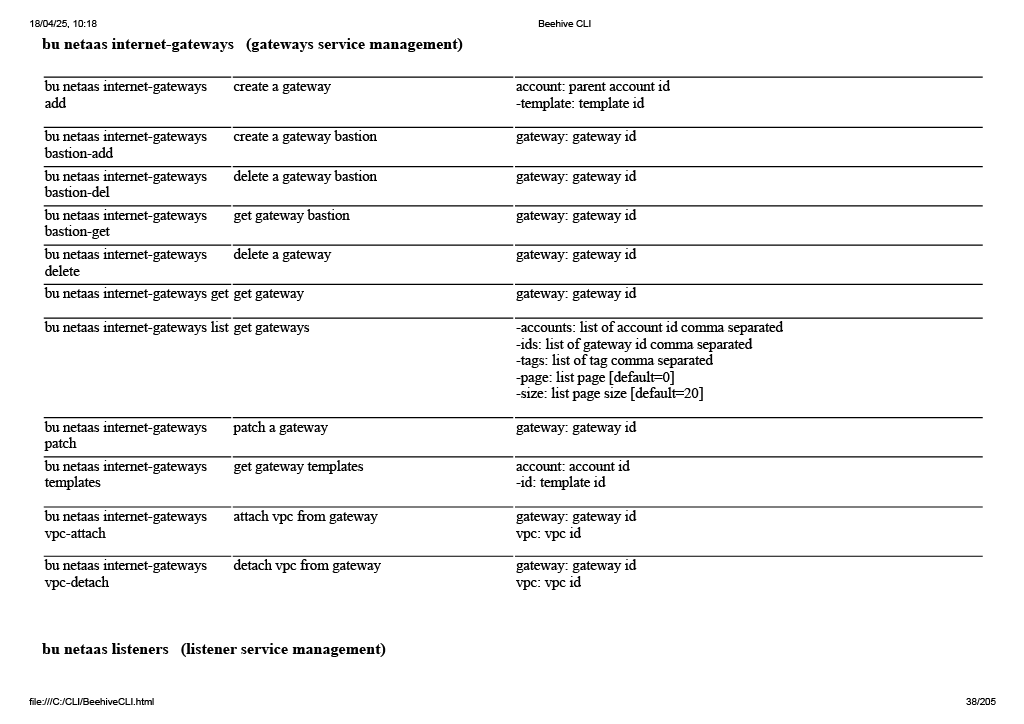 18/04/25, 10:18 Beehive CLI
bu netaas internet-gateways (gateways service management)
bu netaas internet-gateways create a gateway account: parent account id
add -template: template id
bu netaas internet-gateways create a gateway bastion gateway: gateway id
bastion-add
bu netaas internet-gateways delete a gateway bastion gateway: gateway id
bastion-del
bu netaas internet-gateways get gateway bastion gateway: gateway id
bastion-get
bu netaas internet-gateways delete a gateway gateway: gateway id
delete
bu netaas internet-gateways get get gateway gateway: gateway id
bu netaas internet-gateways list get gateways -accounts: list of account id comma separated
-ids: list of gateway id comma separated
-tags: list of tag comma separated
-page: list page [default=0]
-size: list page size [default=20]
bu netaas internet-gateways patch a gateway gateway: gateway id
patch
bu netaas internet-gateways get gateway templates account: account id
templates -id: template id
bu netaas internet-gateways attach vpc from gateway gateway: gateway id
vpc-attach vpc: vpc id
bu netaas internet-gateways detach vpc from gateway gateway: gateway id
vpc-detach vpc: vpc id
bu netaas listeners (listener service management)
file:///C:/CLI/BeehiveCLI.html 38/205